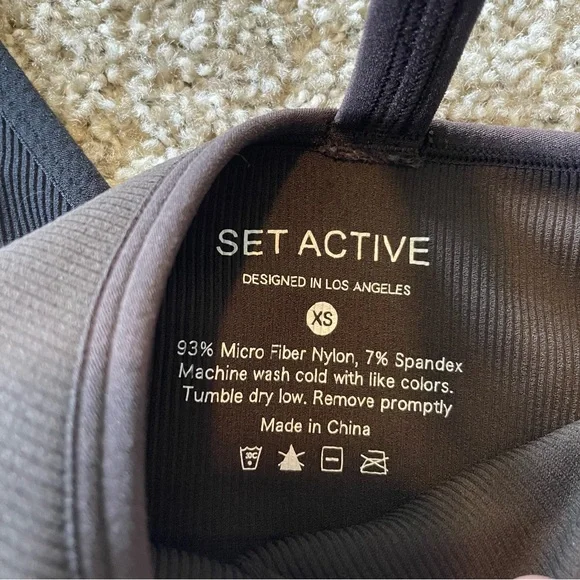 SET ACTIVE
DESIGNED IN LOS ANGELES
XS
93% Micro Fiber Nylon, 7% Spandex
Machine wash cold with like colors.
Tumble dry low. Remove promptly
Made in China